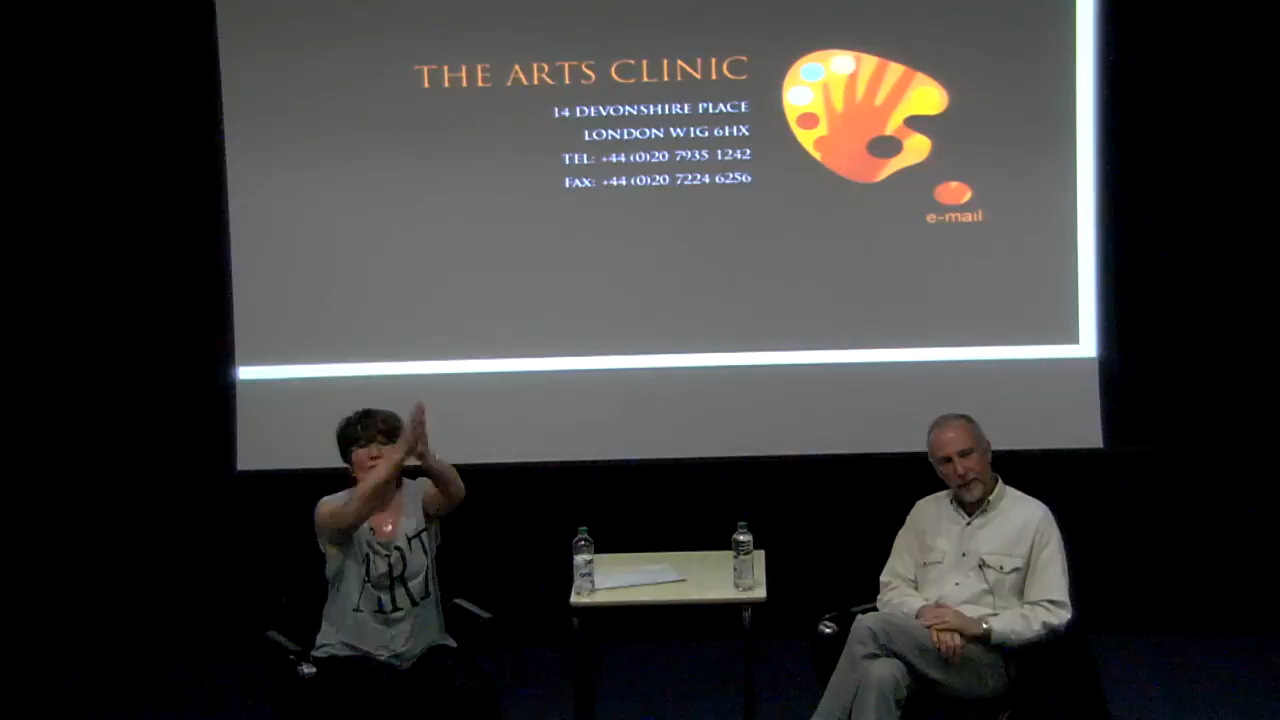 THE ARTS CLINIC
14 DEVONSHIRE PLACE
LONDON W1G 6HX
TEL: +44 (0)20 7935 1242
FAX: +44 (0)20 7224 6256
e-mail
ART